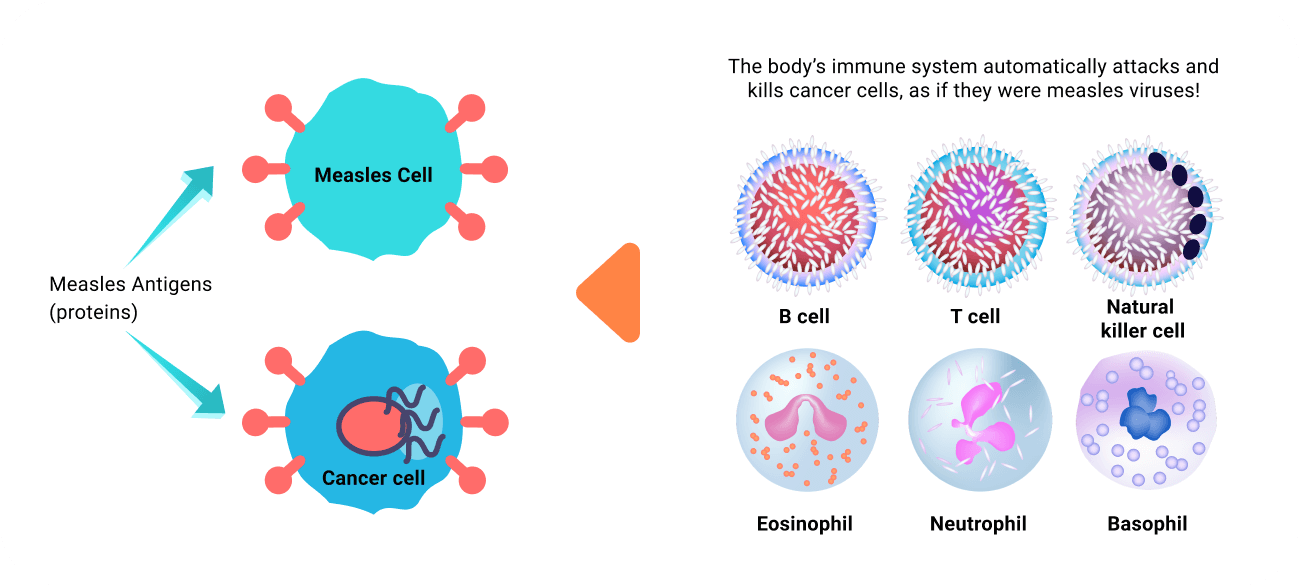 The body’s immune system automatically attacks and
kills cancer cells, as if they were measles viruses!
Measles Cell
Measles Antigens
(proteins)
Cancer cell
B cell
T cell
Natural
killer cell
Eosinophil
Neutrophil
Basophil